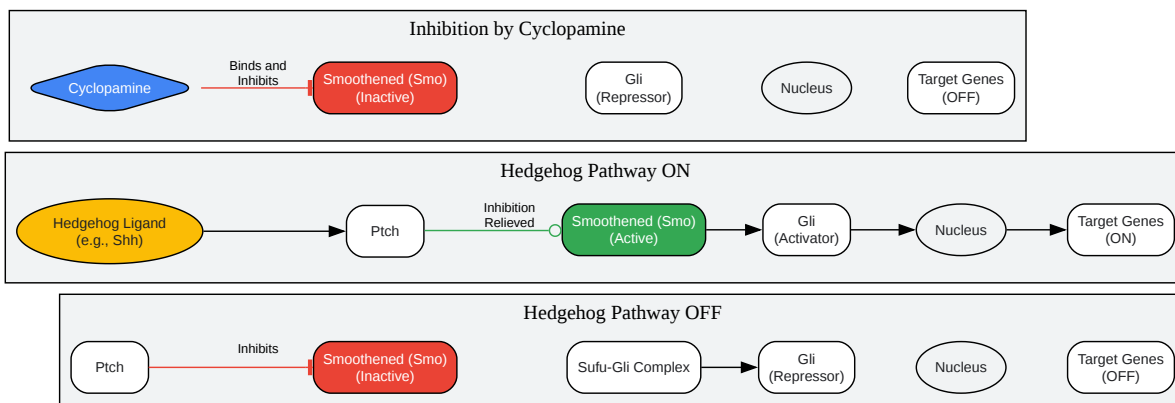 Inhibition by Cyclopamine
Cyclopamine
Binds and
Inhibits
Smoothened (Smo)
(Inactive)
Gli
(Repressor)
Nucleus
Target Genes
(OFF)
Hedgehog Pathway ON
Hedgehog Ligand
(e.g., Shh)
Ptch
Inhibition
Relieved
Smoothened (Smo)
(Active)
Gli
(Activator)
Nucleus
Target Genes
(ON)
Hedgehog Pathway OFF
Ptch
Inhibits
Smoothened (Smo)
(Inactive)
Sufu-Gli Complex
Gli
(Repressor)
Nucleus
Target Genes
(OFF)